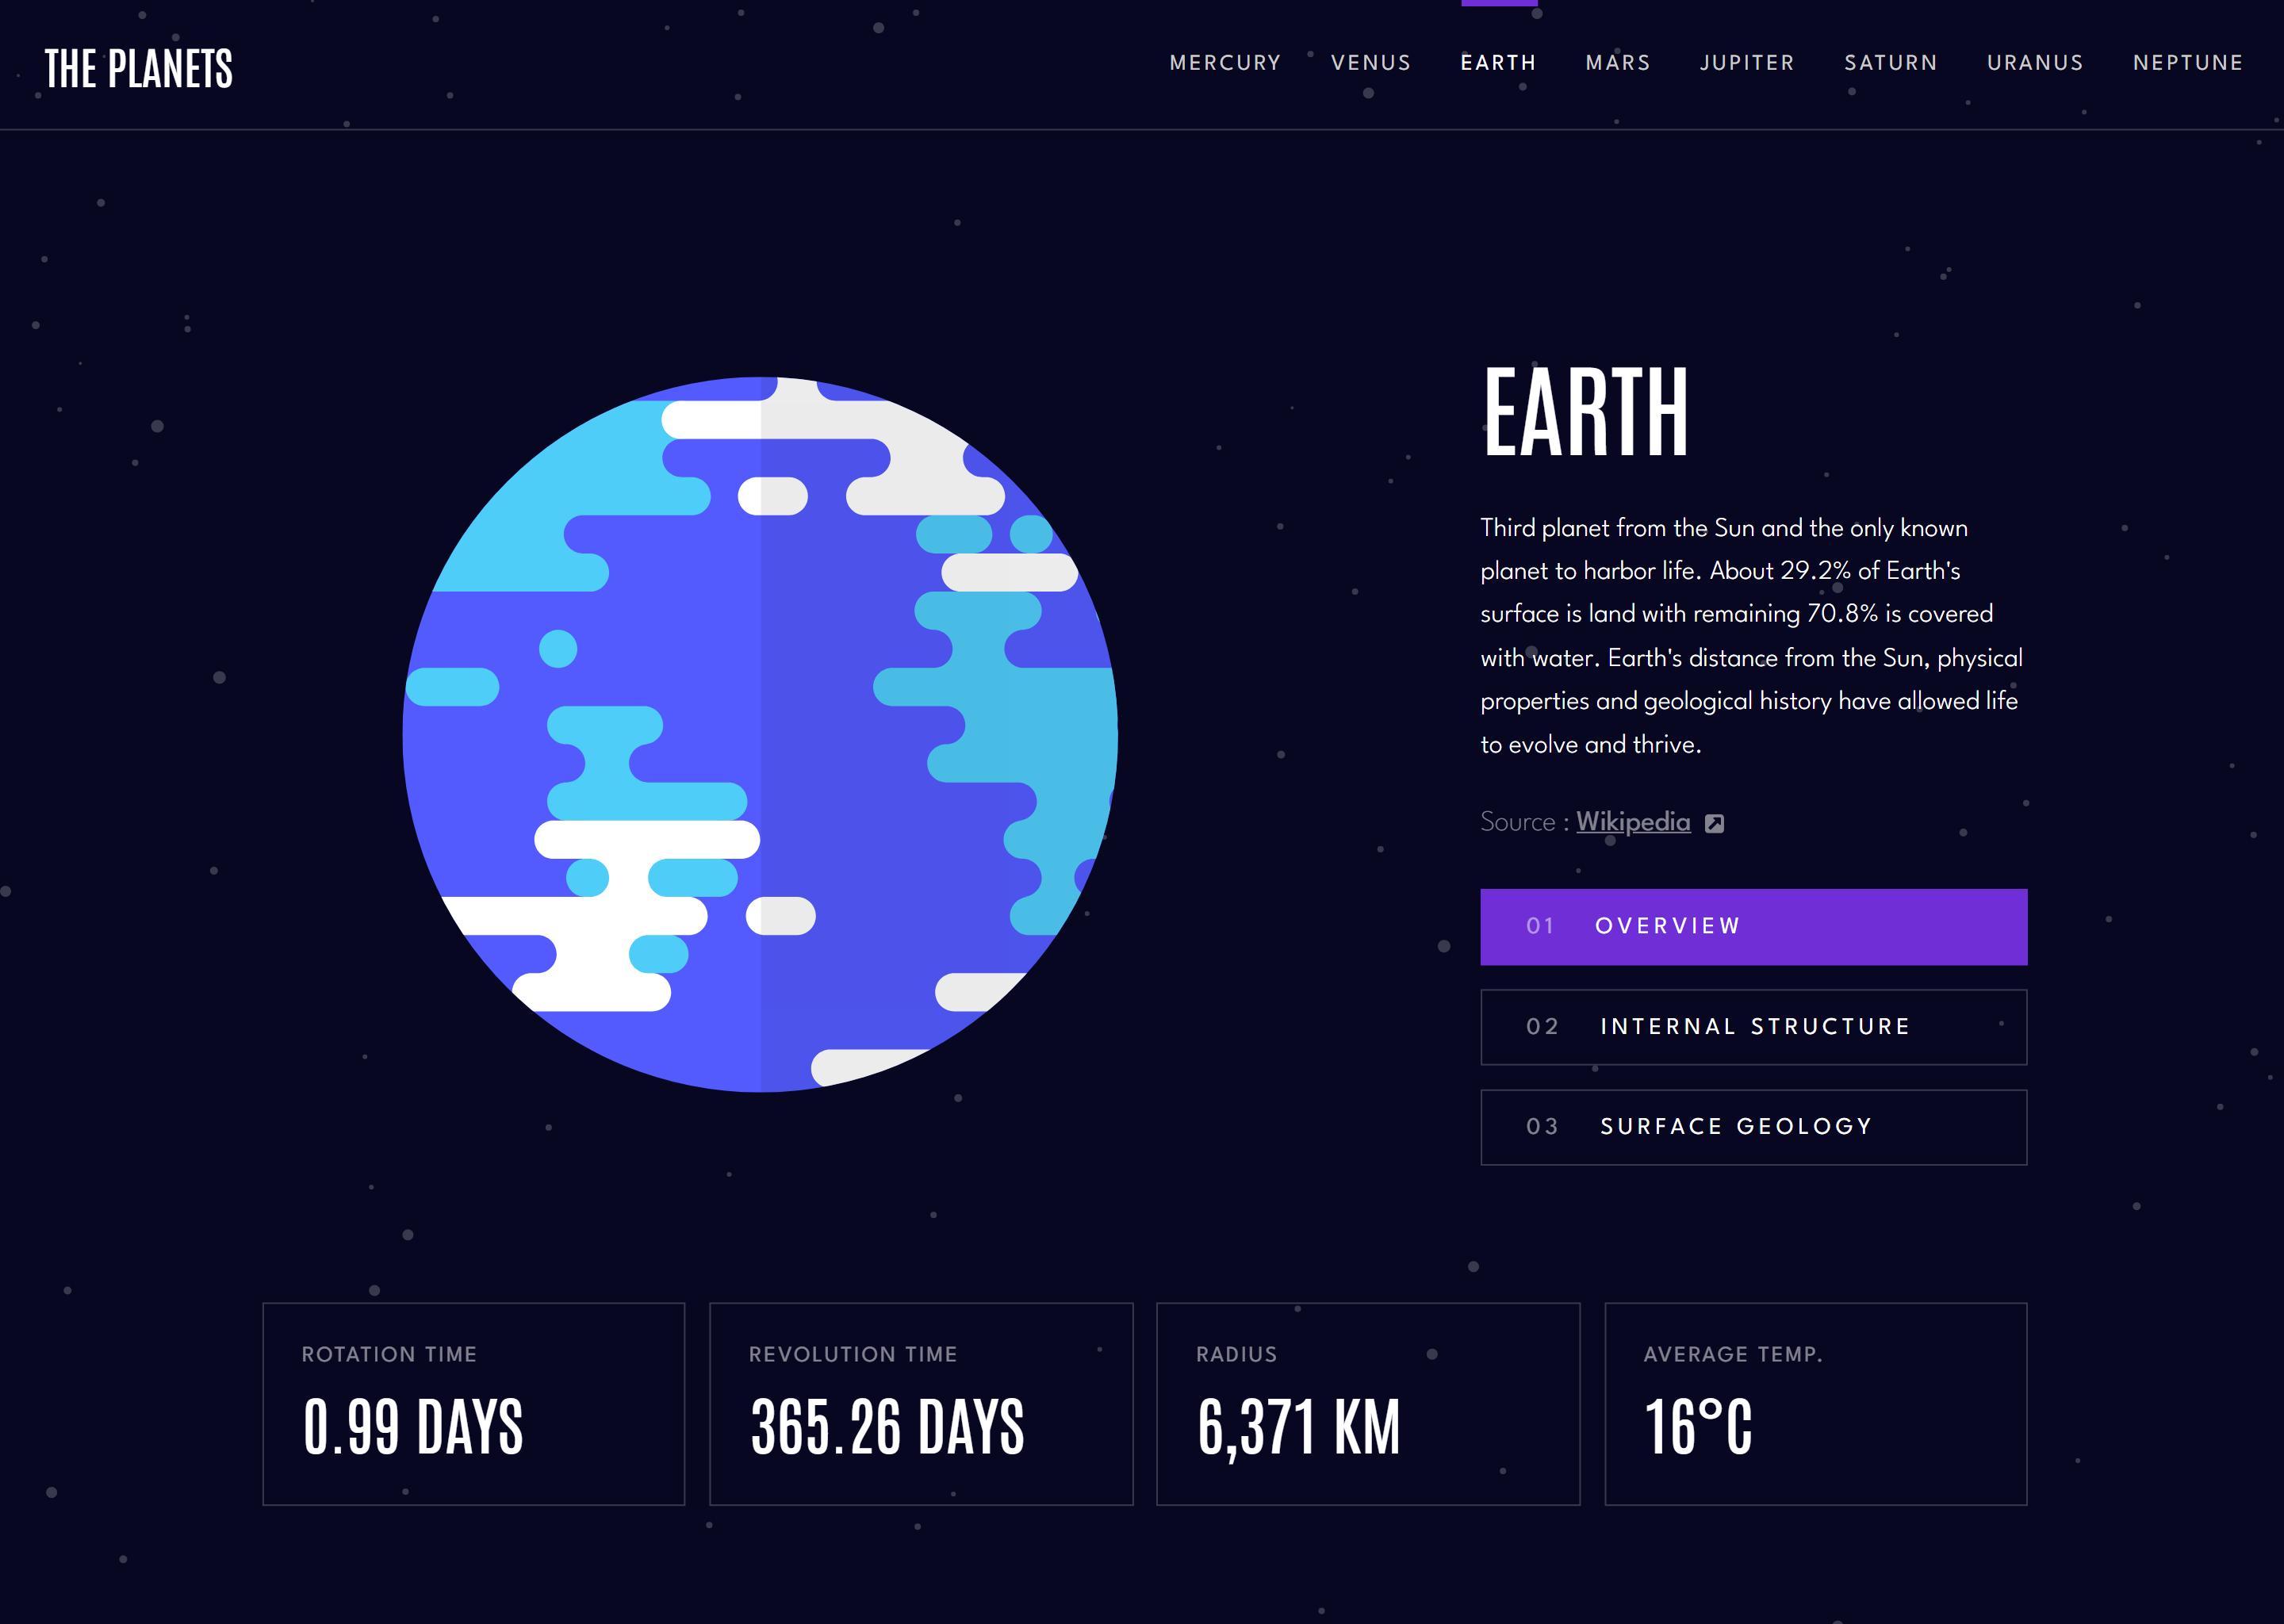 THE PLANETS
MERCURY VENUS EARTH MARS JUPITER SATURN URANUS NEPTUNE
EARTH
Third planet from the Sun and the only known
planet to harbor life. About 29.2% of Earth's
surface is land with remaining 70.8% is covered
with water. Earth's distance from the Sun, physical
properties and geological history have allowed life
to evolve and thrive.
Source : Wikipedia
01 OVERVIEW
02 INTERNAL STRUCTURE
03 SURFACE GEOLOGY
ROTATION TIME
0.99 DAYS
REVOLUTION TIME
365.26 DAYS
RADIUS
6,371 KM
AVERAGE TEMP.
16°C